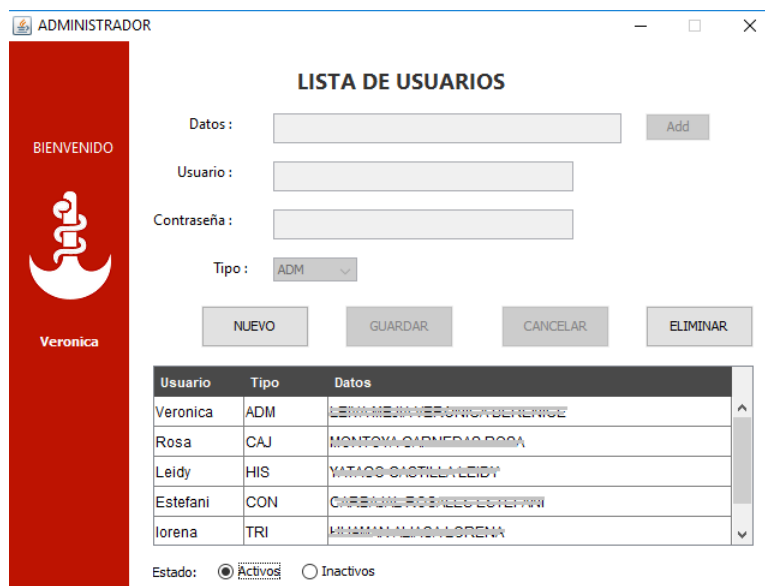 ADMINISTRADOR
LISTA DE USUARIOS
Datos :
Add
BIENVENIDO
Usuario :
Contraseña :
Tipo : ADM
NUEVO GUARDAR CANCELAR ELIMINAR
Veronica
Usuario Tipo Datos
Veronica ADM
Rosa CAJ
Leidy HIS
Estefani CON
lorena TRI
Estado: Activos Inactivos